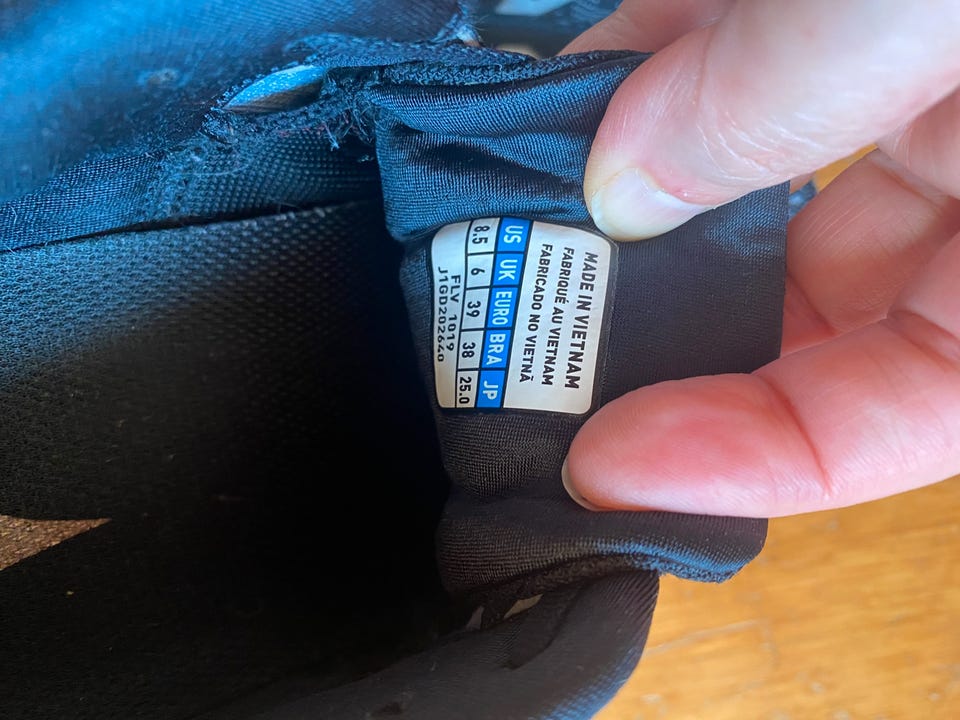 MADE IN VIETNAM
FABRIQUÉ AU VIETNAM
FABRICADO NO VIETNÃ
US UK EURO BRA JP
8.5 6 39 38 25.0
FLV 1019
J1GD202640